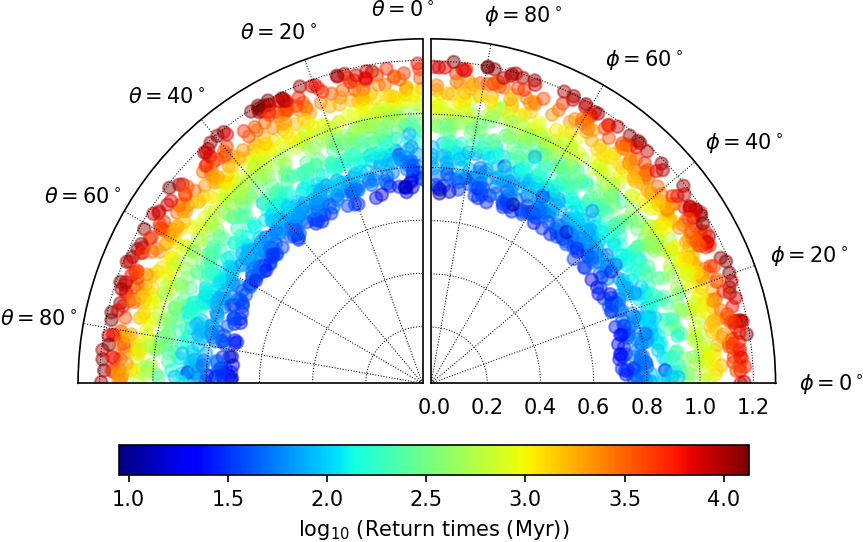 θ = 0°
ϕ = 80°
θ = 20°
ϕ = 60°
θ = 40°
ϕ = 40°
θ = 60°
ϕ = 20°
θ = 80°
ϕ = 0°
0.0 0.2 0.4 0.6 0.8 1.0 1.2
1.0 1.5 2.0 2.5 3.0 3.5 4.0
log₁₀ (Return times (Myr))